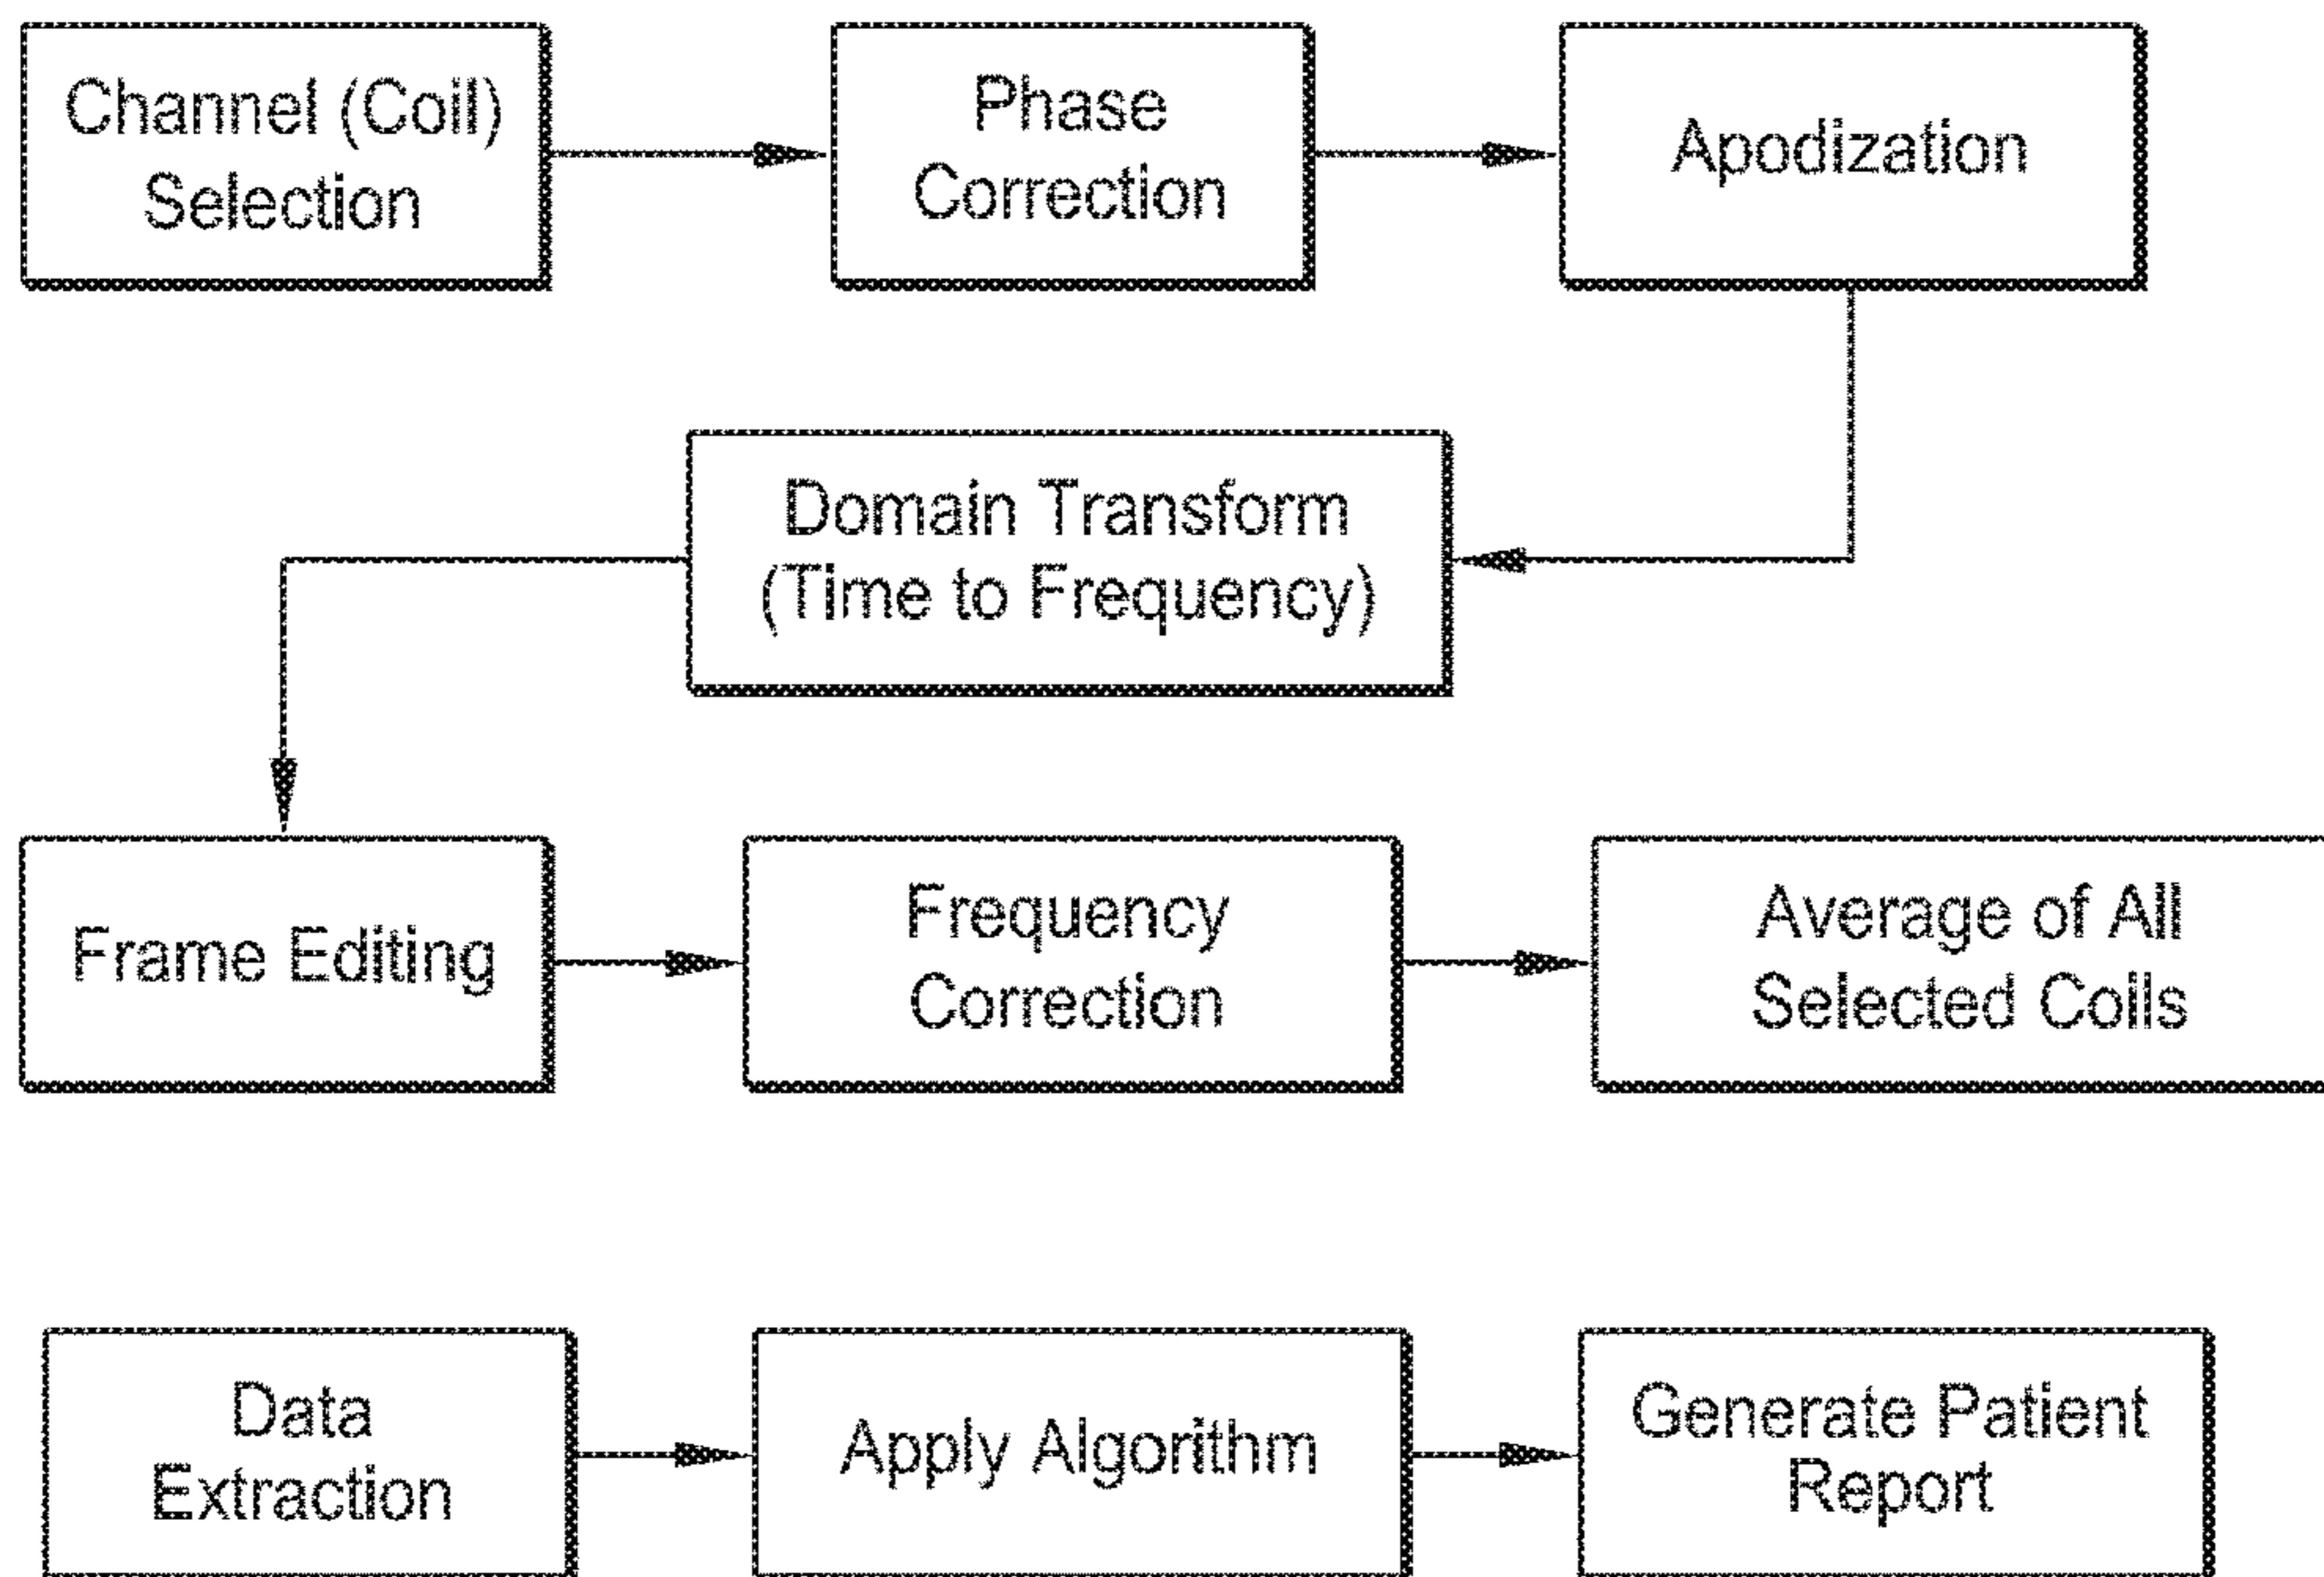 Channel (Coil)
Selection
Phase
Correction
Apodization
Domain Transform
(Time to Frequency)
Frame Editing
Frequency
Correction
Average of All
Selected Coils
Data
Extraction
Apply Algorithm
Generate Patient
Report